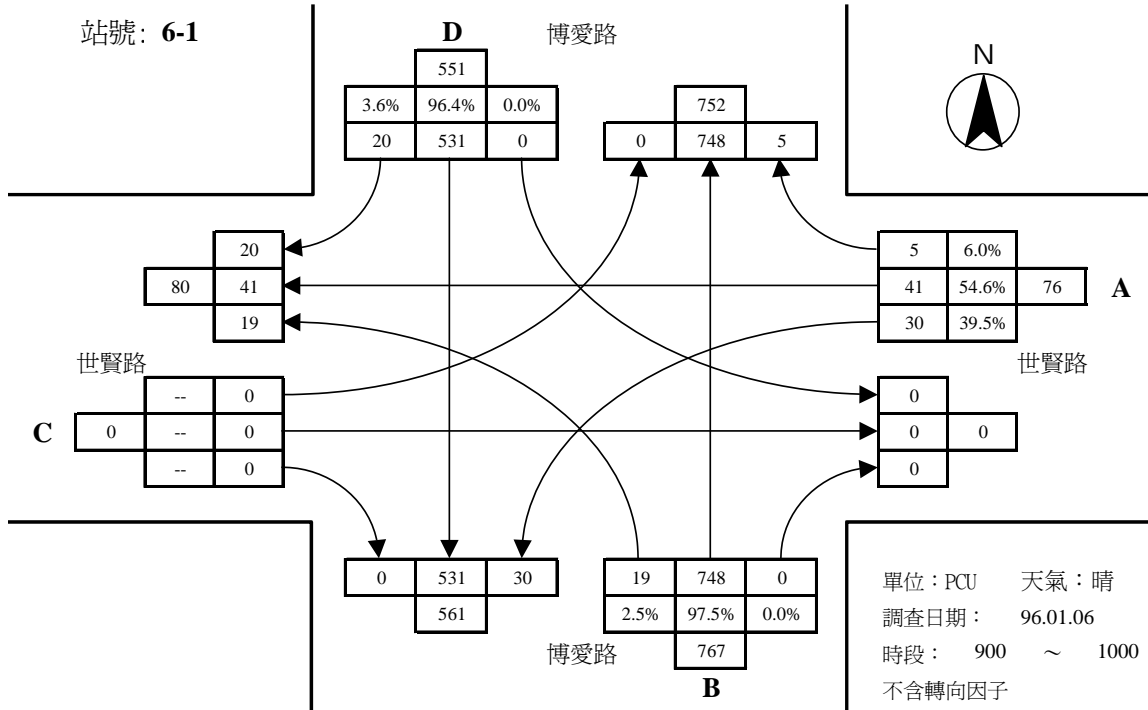 站號: 6-1
D 博愛路
N
551
3.6% 96.4% 0.0%
20 531 0
752
0 748 5
20
80 41
19
5 6.0%
41 54.6% 76
30 39.5%
A
世賢路
世賢路
-- 0
C 0 -- 0
-- 0
0
0 0
0
0 531 30
561
19 748 0
2.5% 97.5% 0.0%
767
博愛路
B
單位：PCU 天氣：晴
調查日期： 96.01.06
時段： 900 ～ 1000
不含轉向因子